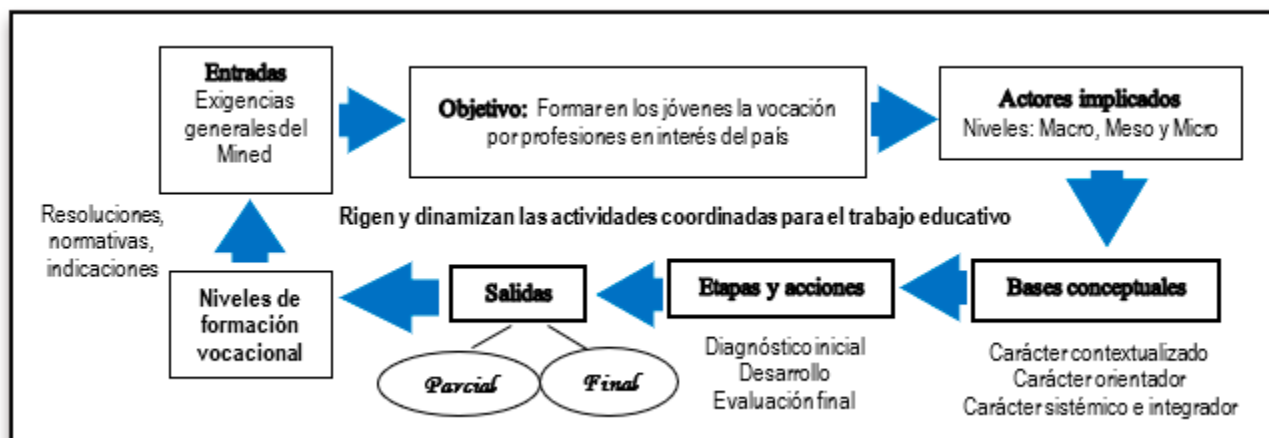 Entradas
Exigencias
generales del
Mined
Objetivo: Formar en los jóvenes la vocación
por profesiones en interés del país
Actores implicados
Niveles: Macro, Meso y Micro
Resoluciones,
normativas,
indicaciones
Rigen y dinamizan las actividades coordinadas para el trabajo educativo
Niveles de
formación
vocacional
Salidas
Parcial
Final
Etapas y acciones
Diagnóstico inicial
Desarrollo
Evaluación final
Bases conceptuales
Carácter contextualizado
Carácter orientador
Carácter sistémico e integrador